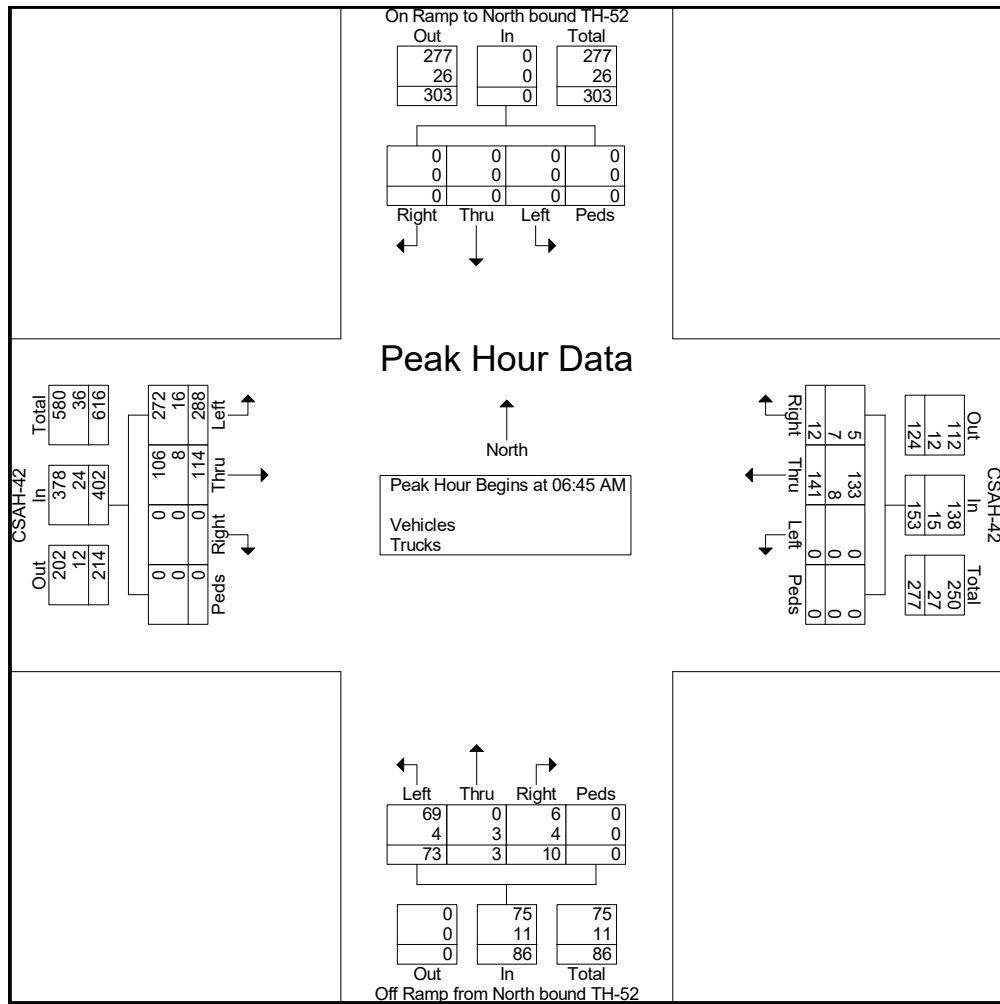 On Ramp to North bound TH-52
Out In Total
277 0 277
26 0 26
303 0 303
0 0 0 0
0 0 0 0
0 0 0 0
Right Thru Left Peds
Peak Hour Data
North
Peak Hour Begins at 06:45 AM
Vehicles
Trucks
CSAH-42
Total In Out
580 378 202
36 24 12
616 402 214
Left Thru Right Peds
272 106 0 0
16 8 0 0
288 114 0 0
CSAH-42
Out In Total
112 138 250
12 15 27
124 153 277
Right Thru Left Peds
5 133 0 0
7 8 0 0
12 141 0 0
Left Thru Right Peds
69 0 6 0
4 3 4 0
73 3 10 0
0 75 75
0 11 11
0 86 86
Out In Total
Off Ramp from North bound TH-52